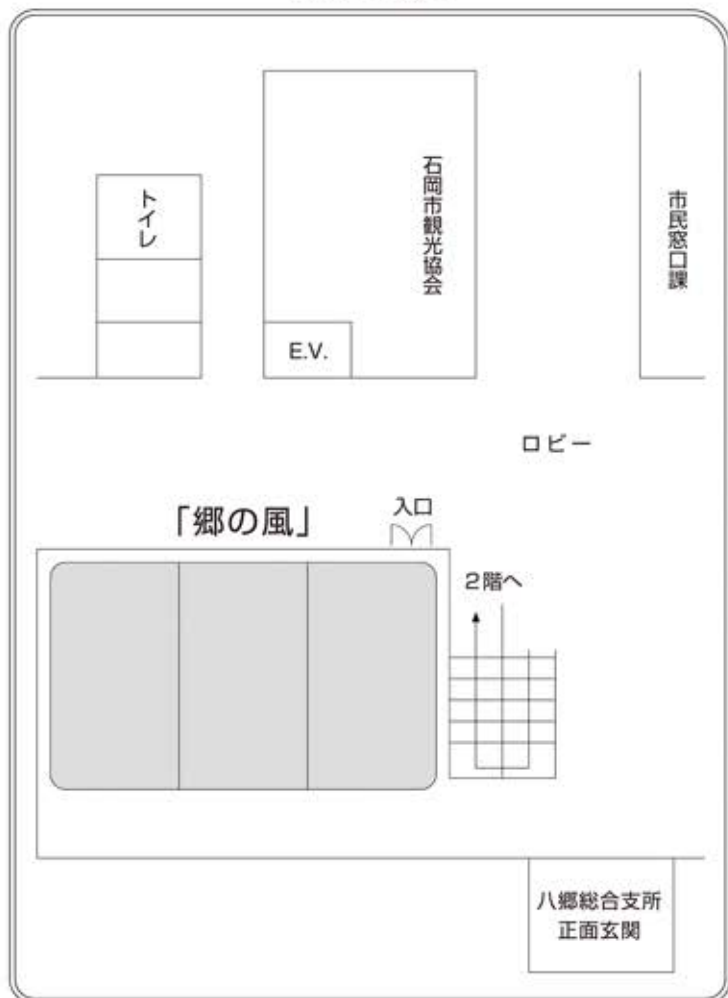 トイレ
石岡市観光協会
市民窓口課
E.V.
ロビー
「郷の風」
入口
2階へ
八郷総合支所
正面玄関